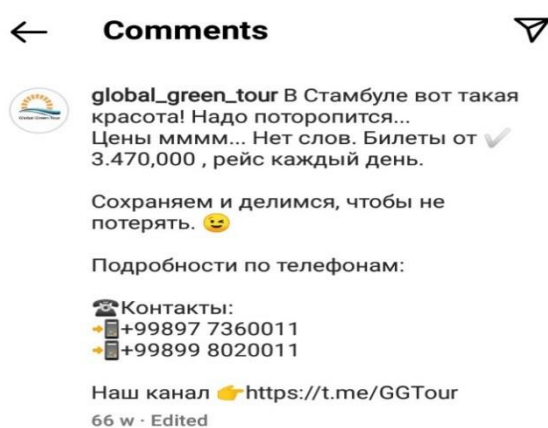 Comments
global_green_tour В Стамбуле вот такая
красота! Надо поторопится...
Цены мммм... Нет слов. Билеты от ✔️
3.470,000 , рейс каждый день.
Сохраняем и делимся, чтобы не
потерять. 😉
Подробности по телефонам:
☎️Контакты:
📲+99897 7360011
📲+99899 8020011
Наш канал 👉https://t.me/GGTour
66 w · Edited